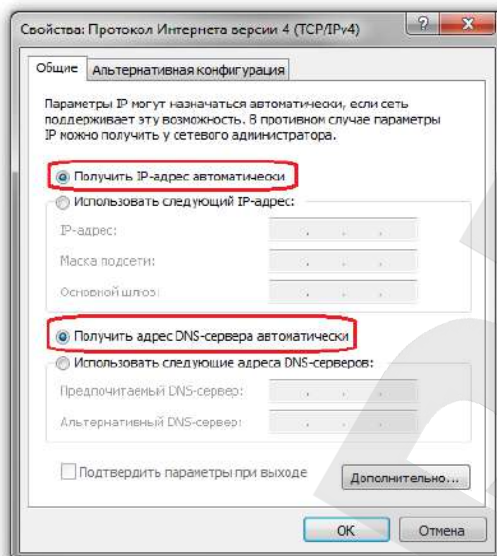 Свойства: Протокол Интернета версии 4 (TCP/IPv4)
Общие
Альтернативная конфигурация
Параметры IP могут назначаться автоматически, если сеть
поддерживает эту возможность. В противном случае параметры
IP можно получить у сетевого администратора.
Получить IP-адрес автоматически
Использовать следующий IP-адрес:
IP-адрес:
Маска подсети:
Основной шлюз:
Получить адрес DNS-сервера автоматически
Использовать следующие адреса DNS-серверов:
Предпочитаемый DNS-сервер:
Альтернативный DNS-сервер:
Подтвердить параметры при выходе
Дополнительно...
ОК
Отмена